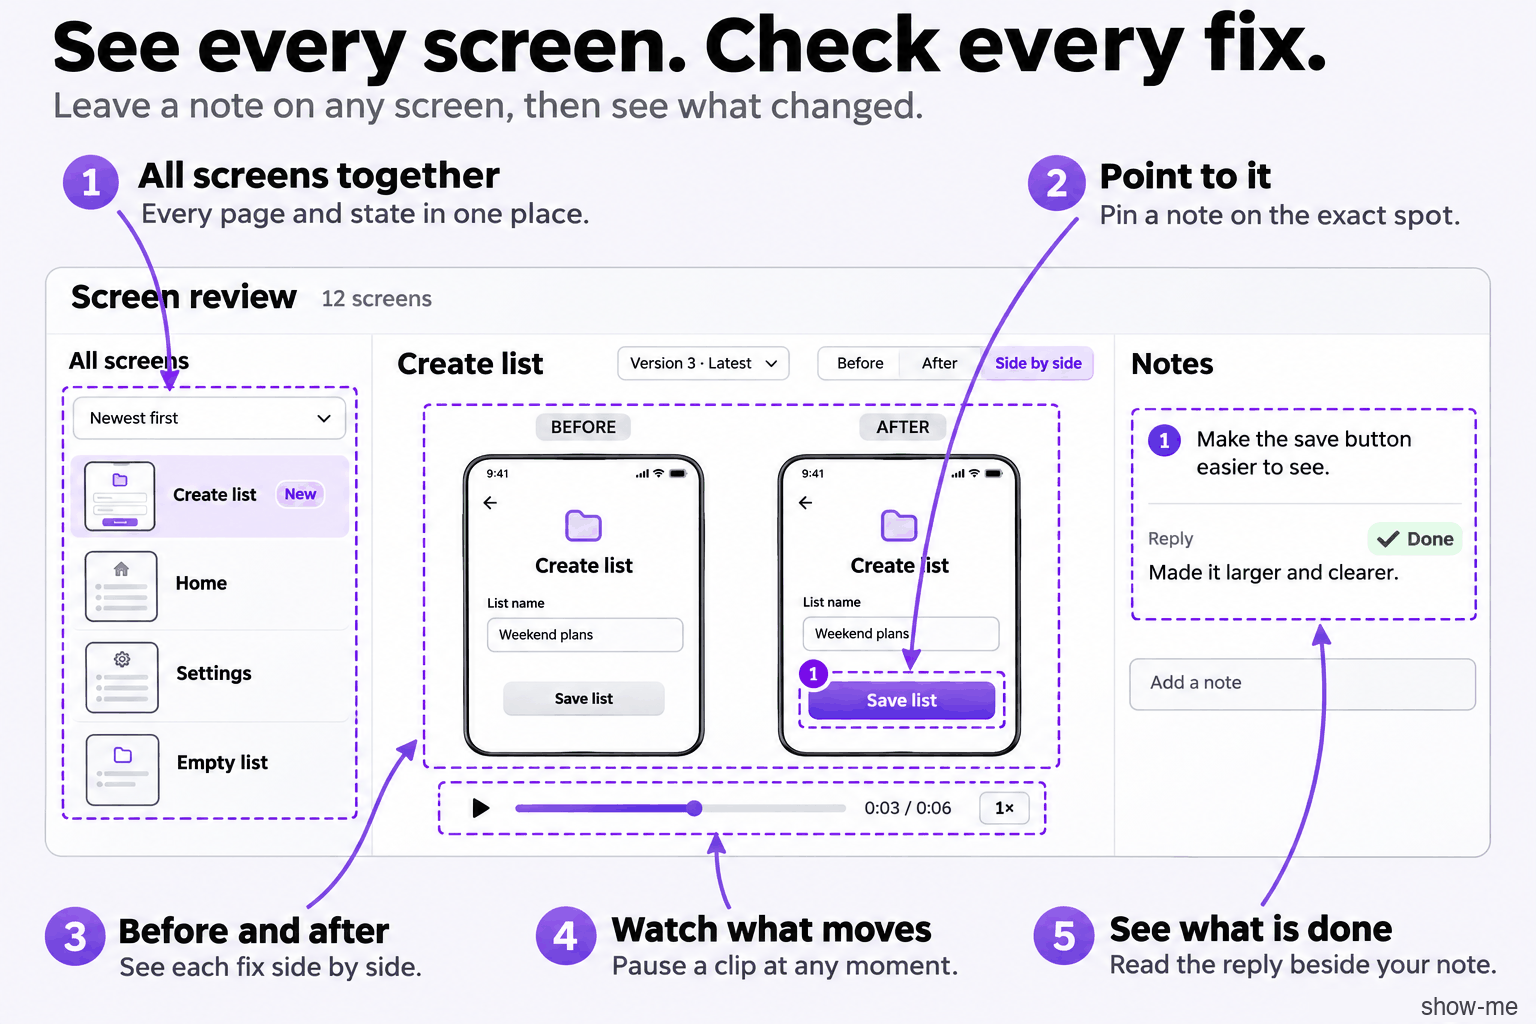 See every screen. Check every fix.
Leave a note on any screen, then see what changed.
1 All screens together
Every page and state in one place.
2 Point to it
Pin a note on the exact spot.
Screen review 12 screens
All screens
Newest first
Create list New
Home
Settings
Empty list
Create list Version 3 · Latest Before After Side by side
BEFORE
9:41
Create list
List name
Weekend plans
Save list
AFTER
9:41
Create list
List name
Weekend plans
1
Save list
0:03 / 0:06 1×
Notes
1 Make the save button
easier to see.
Reply Done
Made it larger and clearer.
Add a note
3 Before and after
See each fix side by side.
4 Watch what moves
Pause a clip at any moment.
5 See what is done
Read the reply beside your note.
show-me